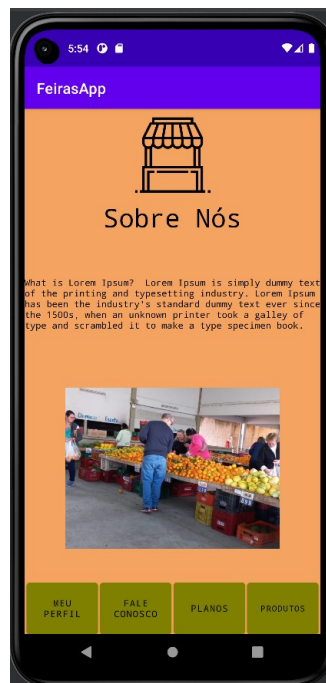 5:54
FeirasApp
Sobre Nós
What is Lorem Ipsum?  Lorem Ipsum is simply dummy text
of the printing and typesetting industry. Lorem Ipsum
has been the industry's standard dummy text ever since
the 1500s, when an unknown printer took a galley of
type and scrambled it to make a type specimen book.
MEU
PERFIL
FALE
CONOSCO
PLANOS
PRODUTOS